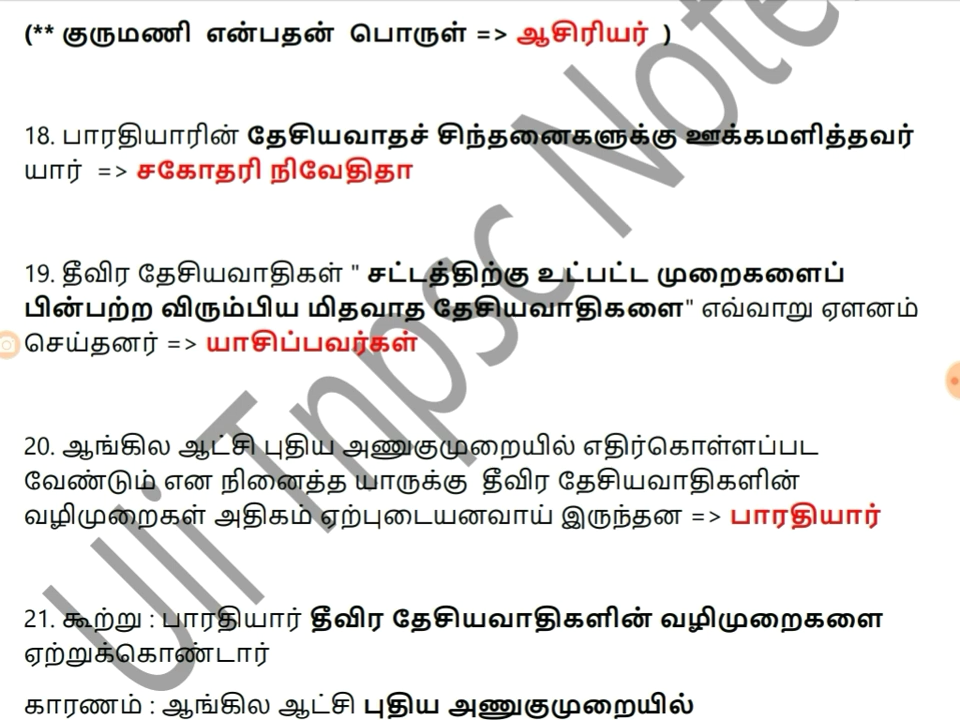 (** குருமணி என்பதன் பொருள் => ஆசிரியர் )
18. பாரதியாரின் தேசியவாதச் சிந்தனைகளுக்கு ஊக்கமளித்தவர்
யார் => சகோதரி நிவேதிதா
19. தீவிர தேசியவாதிகள் " சட்டத்திற்கு உட்பட்ட முறைகளைப்
பின்பற்ற விரும்பிய மிதவாத தேசியவாதிகளை" எவ்வாறு ஏளனம்
செய்தனர் => யாசிப்பவர்கள்
20. ஆங்கில ஆட்சி புதிய அணுகுமுறையில் எதிர்கொள்ளப்பட
வேண்டும் என நினைத்த யாருக்கு தீவிர தேசியவாதிகளின்
வழிமுறைகள் அதிகம் ஏற்புடையனவாய் இருந்தன => பாரதியார்
21. கூற்று : பாரதியார் தீவிர தேசியவாதிகளின் வழிமுறைகளை
ஏற்றுக்கொண்டார்
காரணம் : ஆங்கில ஆட்சி புதிய அணுகுமுறையில்
Tnpsc